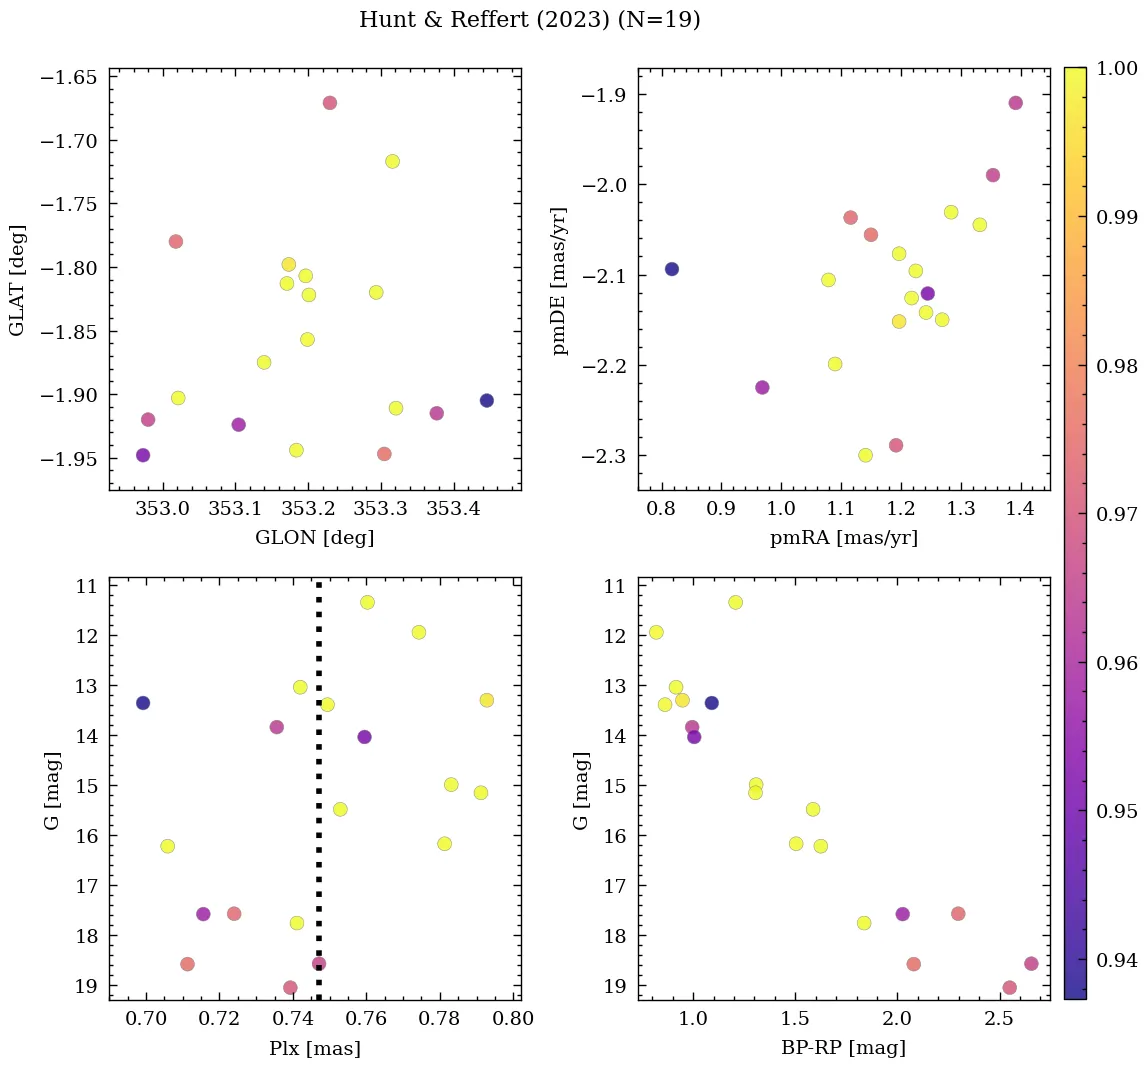 Hunt & Reffert (2023) (N=19)
−1.65
−1.70
−1.75
−1.80
−1.85
−1.90
−1.95
GLAT [deg]
353.0 353.1 353.2 353.3 353.4
GLON [deg]
−1.9
−2.0
−2.1
−2.2
−2.3
pmDE [mas/yr]
0.8 0.9 1.0 1.1 1.2 1.3 1.4
pmRA [mas/yr]
11
12
13
14
15
16
17
18
19
G [mag]
0.70 0.72 0.74 0.76 0.78 0.80
Plx [mas]
11
12
13
14
15
16
17
18
19
G [mag]
1.0 1.5 2.0 2.5
BP-RP [mag]
1.00
0.99
0.98
0.97
0.96
0.95
0.94